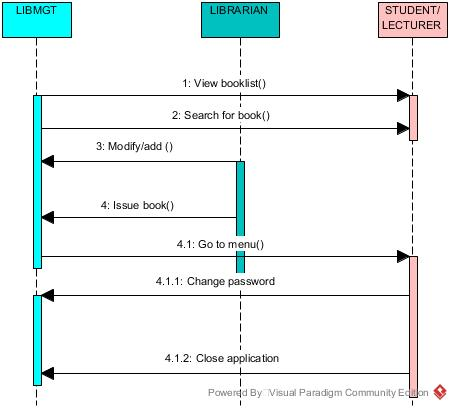 LIBMGT
LIBRARIAN
STUDENT/
LECTURER
1: View booklist()
2: Search for book()
3: Modify/add ()
4: Issue book()
4.1: Go to menu()
4.1.1: Change password
4.1.2: Close application
Powered By Visual Paradigm Community Edition